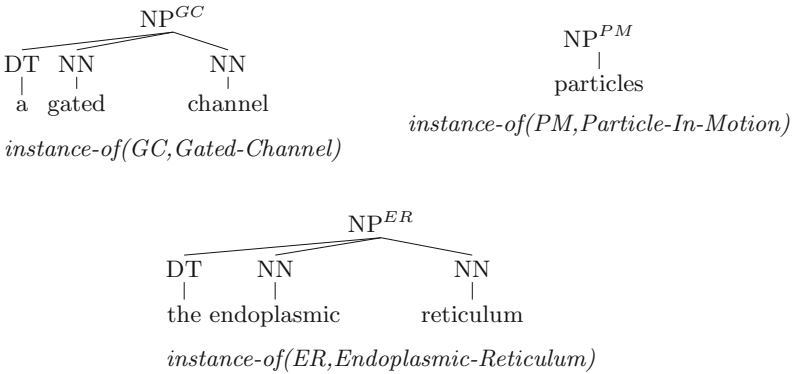 NP^{GC}
DT NN NN
a gated channel
instance-of(GC,Gated-Channel)
NP^{PM}
particles
instance-of(PM,Particle-In-Motion)
NP^{ER}
DT NN NN
the endoplasmic reticulum
instance-of(ER,Endoplasmic-Reticulum)